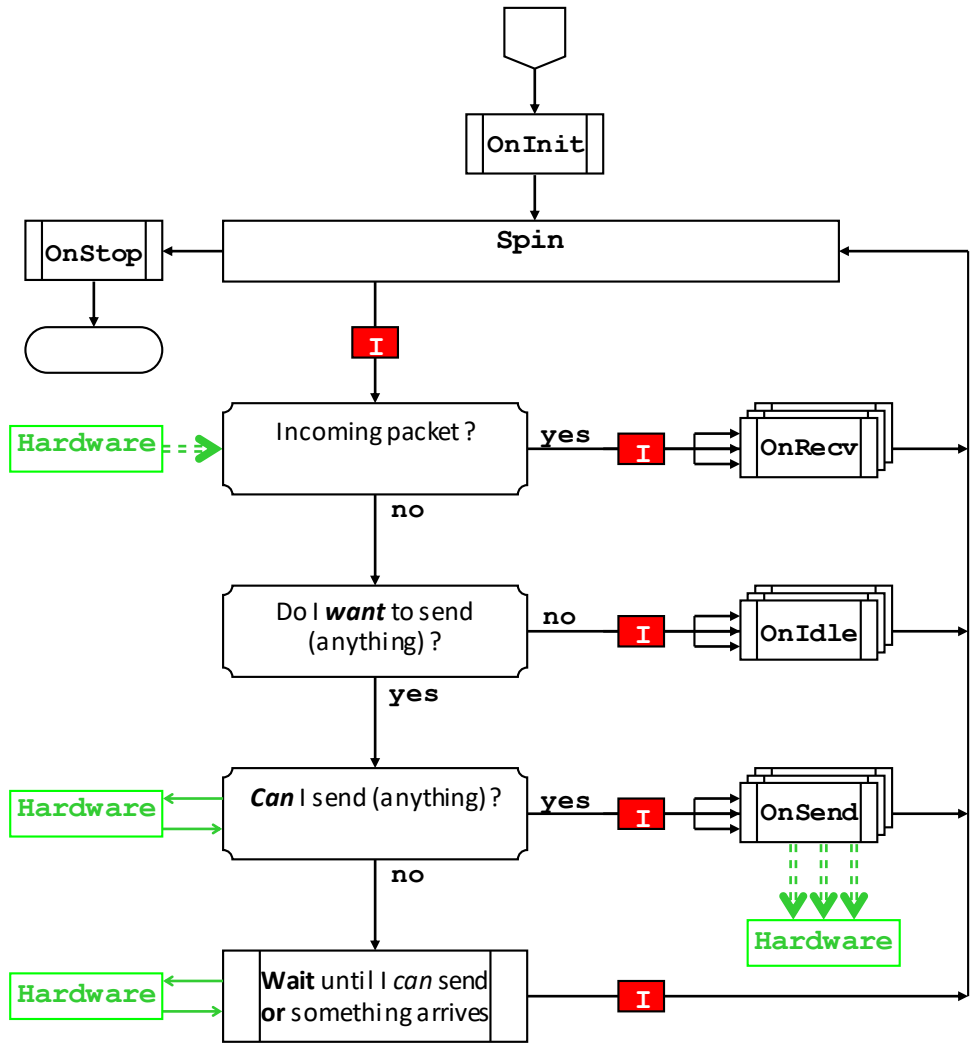 OnInit
Spin
OnStop
I
Incoming packet ?
Hardware
yes
I
OnRecv
no
Do I want to send
(anything) ?
no
I
OnIdle
yes
Can I send (anything) ?
Hardware
yes
I
OnSend
no
Hardware
Wait until I can send
or something arrives
Hardware
I